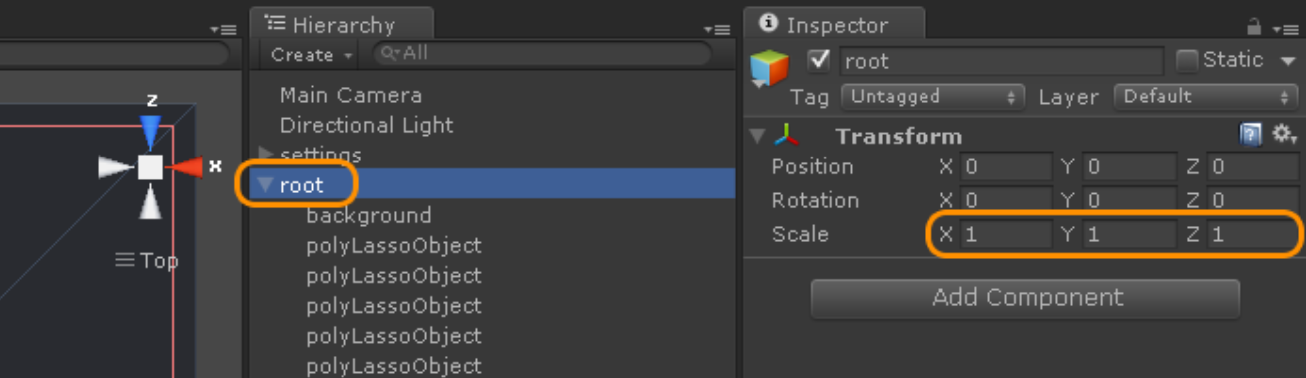 Hierarchy
Create
All
Main Camera
Directional Light
settings
root
background
polyLassoObject
polyLassoObject
polyLassoObject
polyLassoObject
polyLassoObject
z
x
Top
Inspector
root Static
Tag Untagged Layer Default
Transform
Position X 0 Y 0 Z 0
Rotation X 0 Y 0 Z 0
Scale X 1 Y 1 Z 1
Add Component